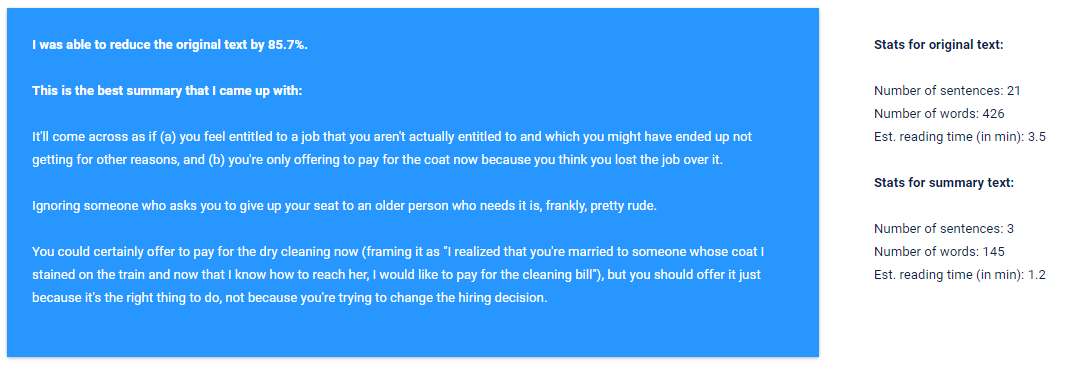 I was able to reduce the original text by 85.7%.
This is the best summary that I came up with:
It'll come across as if (a) you feel entitled to a job that you aren't actually entitled to and which you might have ended up not
getting for other reasons, and (b) you're only offering to pay for the coat now because you think you lost the job over it.
Ignoring someone who asks you to give up your seat to an older person who needs it is, frankly, pretty rude.
You could certainly offer to pay for the dry cleaning now (framing it as "I realized that you're married to someone whose coat I
stained on the train and now that I know how to reach her, I would like to pay for the cleaning bill"), but you should offer it just
because it's the right thing to do, not because you're trying to change the hiring decision.
Stats for original text:
Number of sentences: 21
Number of words: 426
Est. reading time (in min): 3.5
Stats for summary text:
Number of sentences: 3
Number of words: 145
Est. reading time (in min): 1.2